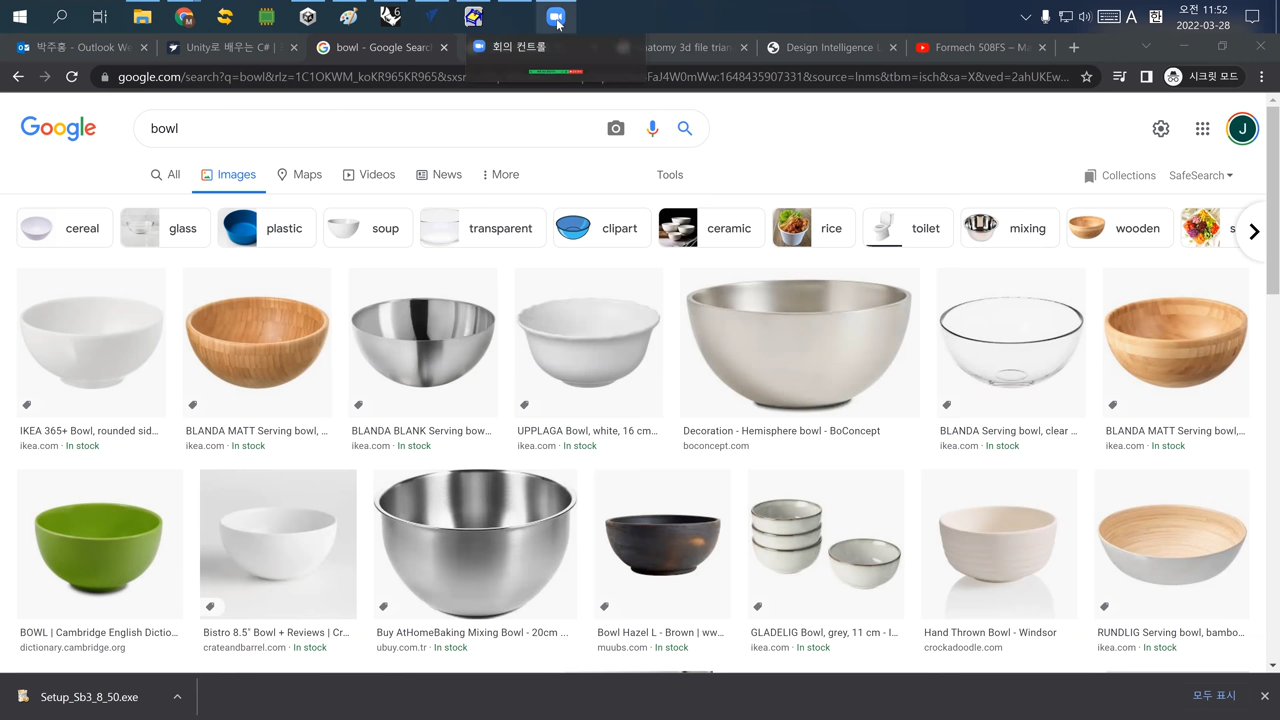 오전 11:52
A 한
2022-03-28
박주홍 - Outlook We
Unity로 배우는 C# |
bowl - Google Search
회의 컨트롤
natomy 3d file trian
Design Intelligence L
Formech 508FS – Ma
google.com/search?q=bowl&rlz=1C1OKWM_koKR965KR965&sxsr
FaJ4W0mWw:1648435907331&source=lnms&tbm=isch&sa=X&ved=2ahUKEw...
시크릿 모드
Google
bowl
J
All Images Maps Videos News More Tools
Collections SafeSearch
cereal glass plastic soup transparent clipart ceramic rice toilet mixing wooden s
IKEA 365+ Bowl, rounded sid...
ikea.com · In stock
BLANDA MATT Serving bowl, ...
ikea.com · In stock
BLANDA BLANK Serving bow...
ikea.com · In stock
UPPLAGA Bowl, white, 16 cm...
ikea.com · In stock
Decoration - Hemisphere bowl - BoConcept
boconcept.com
BLANDA Serving bowl, clear ...
ikea.com · In stock
BLANDA MATT Serving bowl,...
ikea.com · In stock
BOWL | Cambridge English Dictio...
dictionary.cambridge.org
Bistro 8.5" Bowl + Reviews | Cr...
crateandbarrel.com · In stock
Buy AtHomeBaking Mixing Bowl - 20cm ...
ubuy.com.tr · In stock
Bowl Hazel L - Brown | ww...
muubs.com · In stock
GLADELIG Bowl, grey, 11 cm - I...
ikea.com · In stock
Hand Thrown Bowl - Windsor
crockadoodle.com
RUNDLIG Serving bowl, bambo...
ikea.com · In stock
Setup_Sb3_8_50.exe
모두 표시